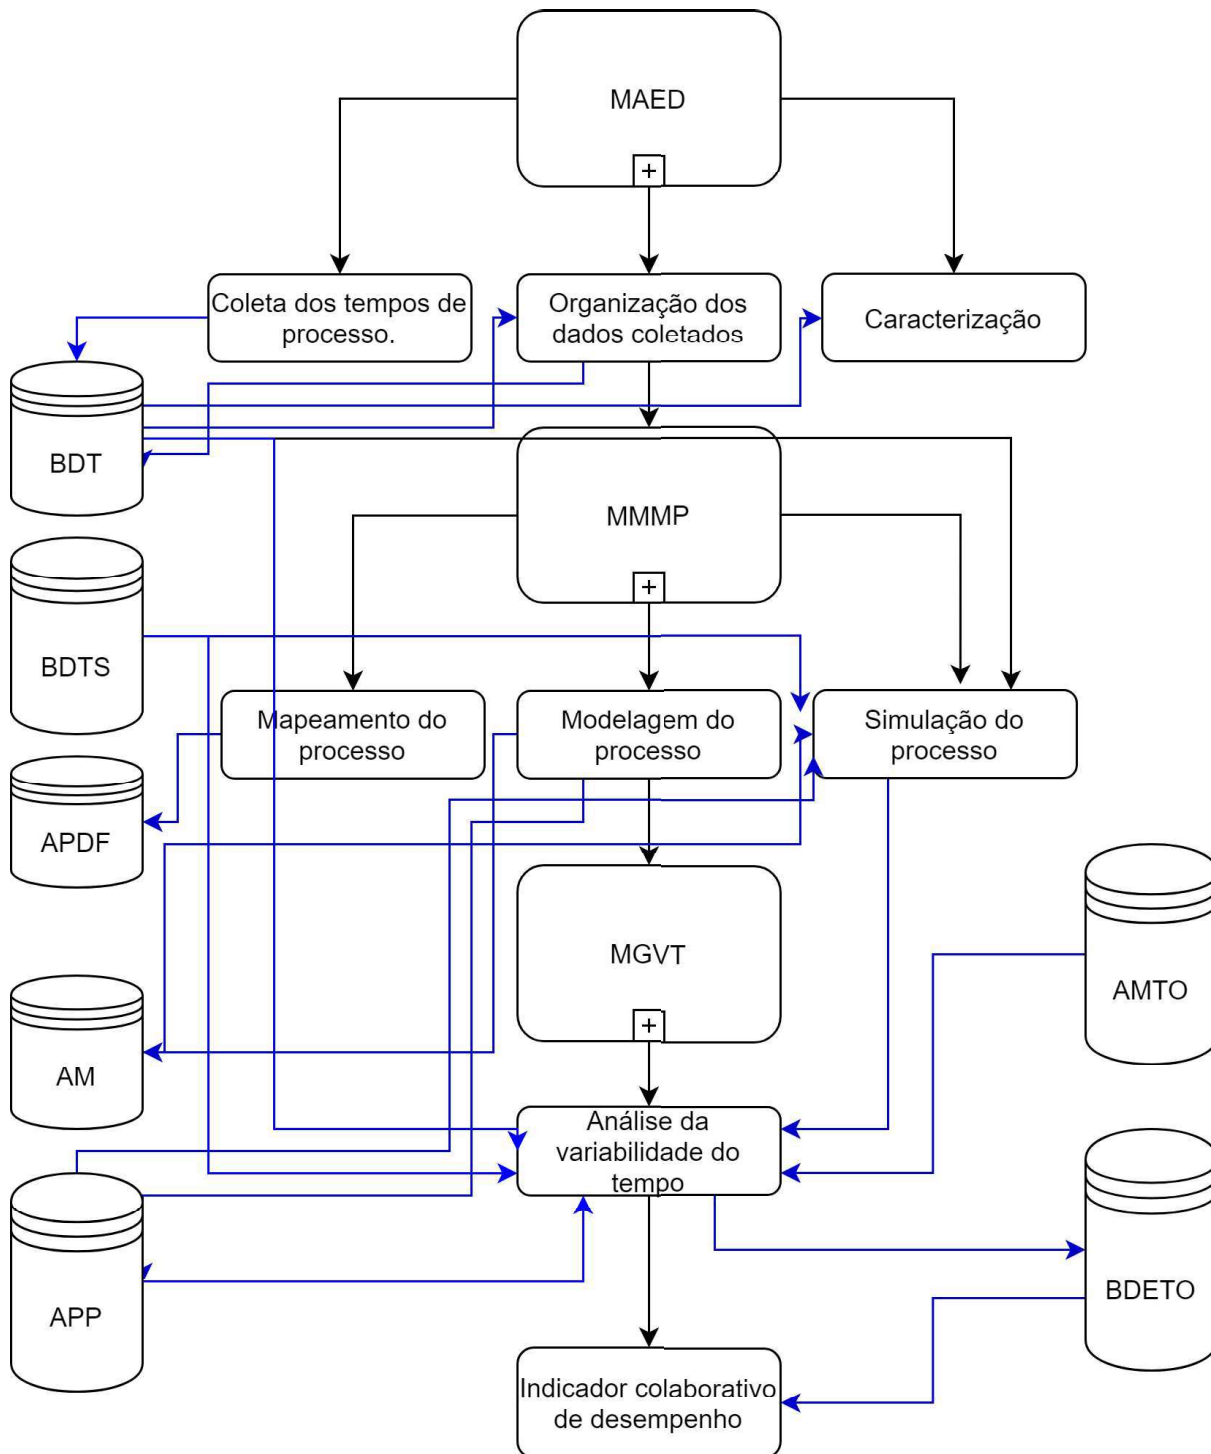 MAED
+
Coleta dos tempos de
processo.
Organização dos
dados coletados
Caracterização
BDT
MMMP
+
BDTS
Mapeamento do
processo
Modelagem do
processo
Simulação do
processo
APDF
MGVT
+
AMTO
AM
Análise da
variabilidade do
tempo
APP
BDETO
Indicador colaborativo
de desempenho